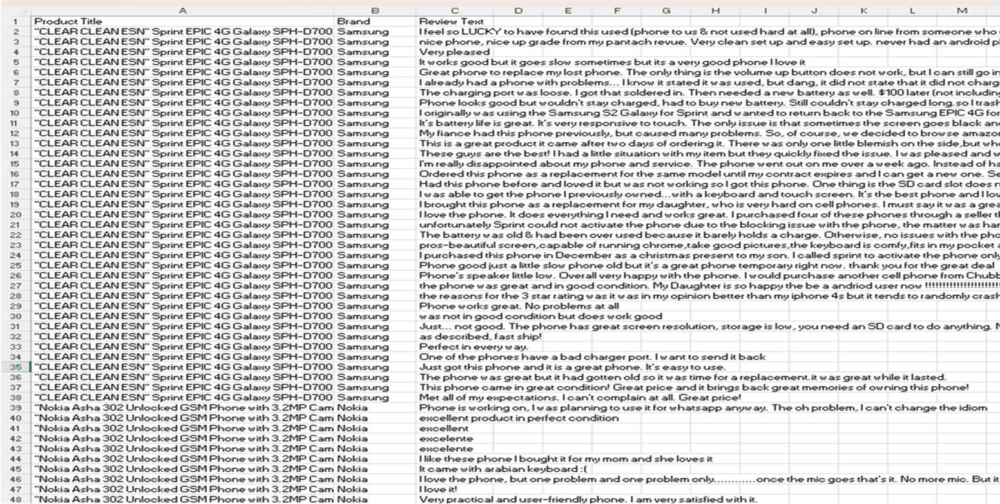 A B C D E F G H I J K L M
1 Product Title Brand Review Text
2 "CLEAR CLEAN ESN" Sprint EPIC 4G Galaxy SPH-D700 Samsung I feel so LUCKY to have found this used (phone to us & not used hard at all), phone on line from someone who
3 "CLEAR CLEAN ESN" Sprint EPIC 4G Galaxy SPH-D700 Samsung nice phone, nice up grade from my pantach revue. Very clean set up and easy set up. never had an android
4 "CLEAR CLEAN ESN" Sprint EPIC 4G Galaxy SPH-D700 Samsung Very pleased
5 "CLEAR CLEAN ESN" Sprint EPIC 4G Galaxy SPH-D700 Samsung It works good but it goes slow sometimes but its a very good phone I love it
6 "CLEAR CLEAN ESN" Sprint EPIC 4G Galaxy SPH-D700 Samsung Great phone to replace my lost phone. The only thing is the volume up button does not work, but I can still go in
7 "CLEAR CLEAN ESN" Sprint EPIC 4G Galaxy SPH-D700 Samsung I already had a phone with problems... I know it stated it was used, but dang, it did not state that it did not charg
8 "CLEAR CLEAN ESN" Sprint EPIC 4G Galaxy SPH-D700 Samsung The charging port was loose. I got that soldered in. Then needed a new battery as well. $100 later (not including
9 "CLEAR CLEAN ESN" Sprint EPIC 4G Galaxy SPH-D700 Samsung Phone looks good but wouldn't stay charged, had to buy new battery. Still couldn't stay charged long.so I trash
10 "CLEAR CLEAN ESN" Sprint EPIC 4G Galaxy SPH-D700 Samsung I originally was using the Samsung S2 Galaxy for Sprint and wanted to return back to the Samsung EPIC 4G for
11 "CLEAR CLEAN ESN" Sprint EPIC 4G Galaxy SPH-D700 Samsung It's battery life is great. It's very responsive to touch. The only issue is that sometimes the screen goes black an
12 "CLEAR CLEAN ESN" Sprint EPIC 4G Galaxy SPH-D700 Samsung My fiance had this phone previously, but caused many problems. So, of course, we decided to browse amazon
13 "CLEAR CLEAN ESN" Sprint EPIC 4G Galaxy SPH-D700 Samsung This is a great product it came after two days of ordering it. There was only one little blemish on the side,but wh
14 "CLEAR CLEAN ESN" Sprint EPIC 4G Galaxy SPH-D700 Samsung These guys are the best! I had a little situation with my item but they quickly fixed the issue. I was pleased and w
15 "CLEAR CLEAN ESN" Sprint EPIC 4G Galaxy SPH-D700 Samsung I'm really disappointed about my phone and service. The phone went out on me over a week ago. Instead of ha
16 "CLEAR CLEAN ESN" Sprint EPIC 4G Galaxy SPH-D700 Samsung Ordered this phone as a replacement for the same model until my contract expires and I can get a new one. Se
17 "CLEAR CLEAN ESN" Sprint EPIC 4G Galaxy SPH-D700 Samsung Had this phone before and loved it but was not working so I got this phone. One thing is the SD card slot does n
18 "CLEAR CLEAN ESN" Sprint EPIC 4G Galaxy SPH-D700 Samsung I was able to get the phone I previously owned...with a keyboard and touch screen. It's the best phone and I lov
19 "CLEAR CLEAN ESN" Sprint EPIC 4G Galaxy SPH-D700 Samsung I brought this phone as a replacement for my daughter, who is very hard on cell phones. I must say it was a grea
20 "CLEAR CLEAN ESN" Sprint EPIC 4G Galaxy SPH-D700 Samsung I love the phone. It does everything I need and works great. I purchased four of these phones through a seller th
21 "CLEAR CLEAN ESN" Sprint EPIC 4G Galaxy SPH-D700 Samsung unfortunately Sprint could not activate the phone due to the blocking issue with the phone, the matter was han
22 "CLEAR CLEAN ESN" Sprint EPIC 4G Galaxy SPH-D700 Samsung The battery was old & had been over used because it barely holds a charge. Otherwise, no issues with the pho
23 "CLEAR CLEAN ESN" Sprint EPIC 4G Galaxy SPH-D700 Samsung pros-beautiful screen,capable of running chrome,take good pictures,the keyboard is comfy,fits in my pocket a
24 "CLEAR CLEAN ESN" Sprint EPIC 4G Galaxy SPH-D700 Samsung I purchased this phone in December as a christmas present to my son. I called sprint to activate the phone only
25 "CLEAR CLEAN ESN" Sprint EPIC 4G Galaxy SPH-D700 Samsung Phone good just a little slow phone old but it's a great phone temporary right now. thank you for the great deal
26 "CLEAR CLEAN ESN" Sprint EPIC 4G Galaxy SPH-D700 Samsung Phone's speaker little low. Overall very happy with the phone. I would purchase another cell phone from Chubb
27 "CLEAR CLEAN ESN" Sprint EPIC 4G Galaxy SPH-D700 Samsung the phone was great and in good condition. My Daughter is so happy the be a andriod user now !!!!!!!!!!!!!!!!!!!!!!!
28 "CLEAR CLEAN ESN" Sprint EPIC 4G Galaxy SPH-D700 Samsung the reasons for the 3 star rating was it was in my opinion better than my iphone 4s but it tends to randomly crash
29 "CLEAR CLEAN ESN" Sprint EPIC 4G Galaxy SPH-D700 Samsung Phone works great. No problems at all
30 "CLEAR CLEAN ESN" Sprint EPIC 4G Galaxy SPH-D700 Samsung was not in good condition but does work good
31 "CLEAR CLEAN ESN" Sprint EPIC 4G Galaxy SPH-D700 Samsung Just... not good. The phone has great screen resolution, storage is low, you need an SD card to do anything.
32 "CLEAR CLEAN ESN" Sprint EPIC 4G Galaxy SPH-D700 Samsung as described, fast ship!
33 "CLEAR CLEAN ESN" Sprint EPIC 4G Galaxy SPH-D700 Samsung Perfect in every way.
34 "CLEAR CLEAN ESN" Sprint EPIC 4G Galaxy SPH-D700 Samsung One of the phones have a bad charger port. I want to send it back
35 "CLEAR CLEAN ESN" Sprint EPIC 4G Galaxy SPH-D700 Samsung Just got this phone and it is a great phone. It's easy to use.
36 "CLEAR CLEAN ESN" Sprint EPIC 4G Galaxy SPH-D700 Samsung The phone was great but it had gotten old so it was time for a replacement.it was great while it lasted.
37 "CLEAR CLEAN ESN" Sprint EPIC 4G Galaxy SPH-D700 Samsung This phone came in great condition! Great price and it brings back great memories of owning this phone!
38 "CLEAR CLEAN ESN" Sprint EPIC 4G Galaxy SPH-D700 Samsung Met all of my expectations. I can't complain at all. Great price!
39 "Nokia Asha 302 Unlocked GSM Phone with 3.2MP Cam Nokia Phone is working on, I was planning to use it for whatsapp anyway. The oh problem, I can't change the idiom
40 "Nokia Asha 302 Unlocked GSM Phone with 3.2MP Cam Nokia excellent product in perfect condition
41 "Nokia Asha 302 Unlocked GSM Phone with 3.2MP Cam Nokia excellent
42 "Nokia Asha 302 Unlocked GSM Phone with 3.2MP Cam Nokia excelente
43 "Nokia Asha 302 Unlocked GSM Phone with 3.2MP Cam Nokia excelente
44 "Nokia Asha 302 Unlocked GSM Phone with 3.2MP Cam Nokia I like these phone I bought it for my mom and she loves it
45 "Nokia Asha 302 Unlocked GSM Phone with 3.2MP Cam Nokia It came with arabian keyboard :(
46 "Nokia Asha 302 Unlocked GSM Phone with 3.2MP Cam Nokia I love the phone, but one problem and one problem only............once the mic goes that's it. No more mic. But it
47 "Nokia Asha 302 Unlocked GSM Phone with 3.2MP Cam Nokia I love it!
48 "Nokia Asha 302 Unlocked GSM Phone with 3.2MP Cam Nokia Very practical and user-friendly phone. I am very satisfied with it.